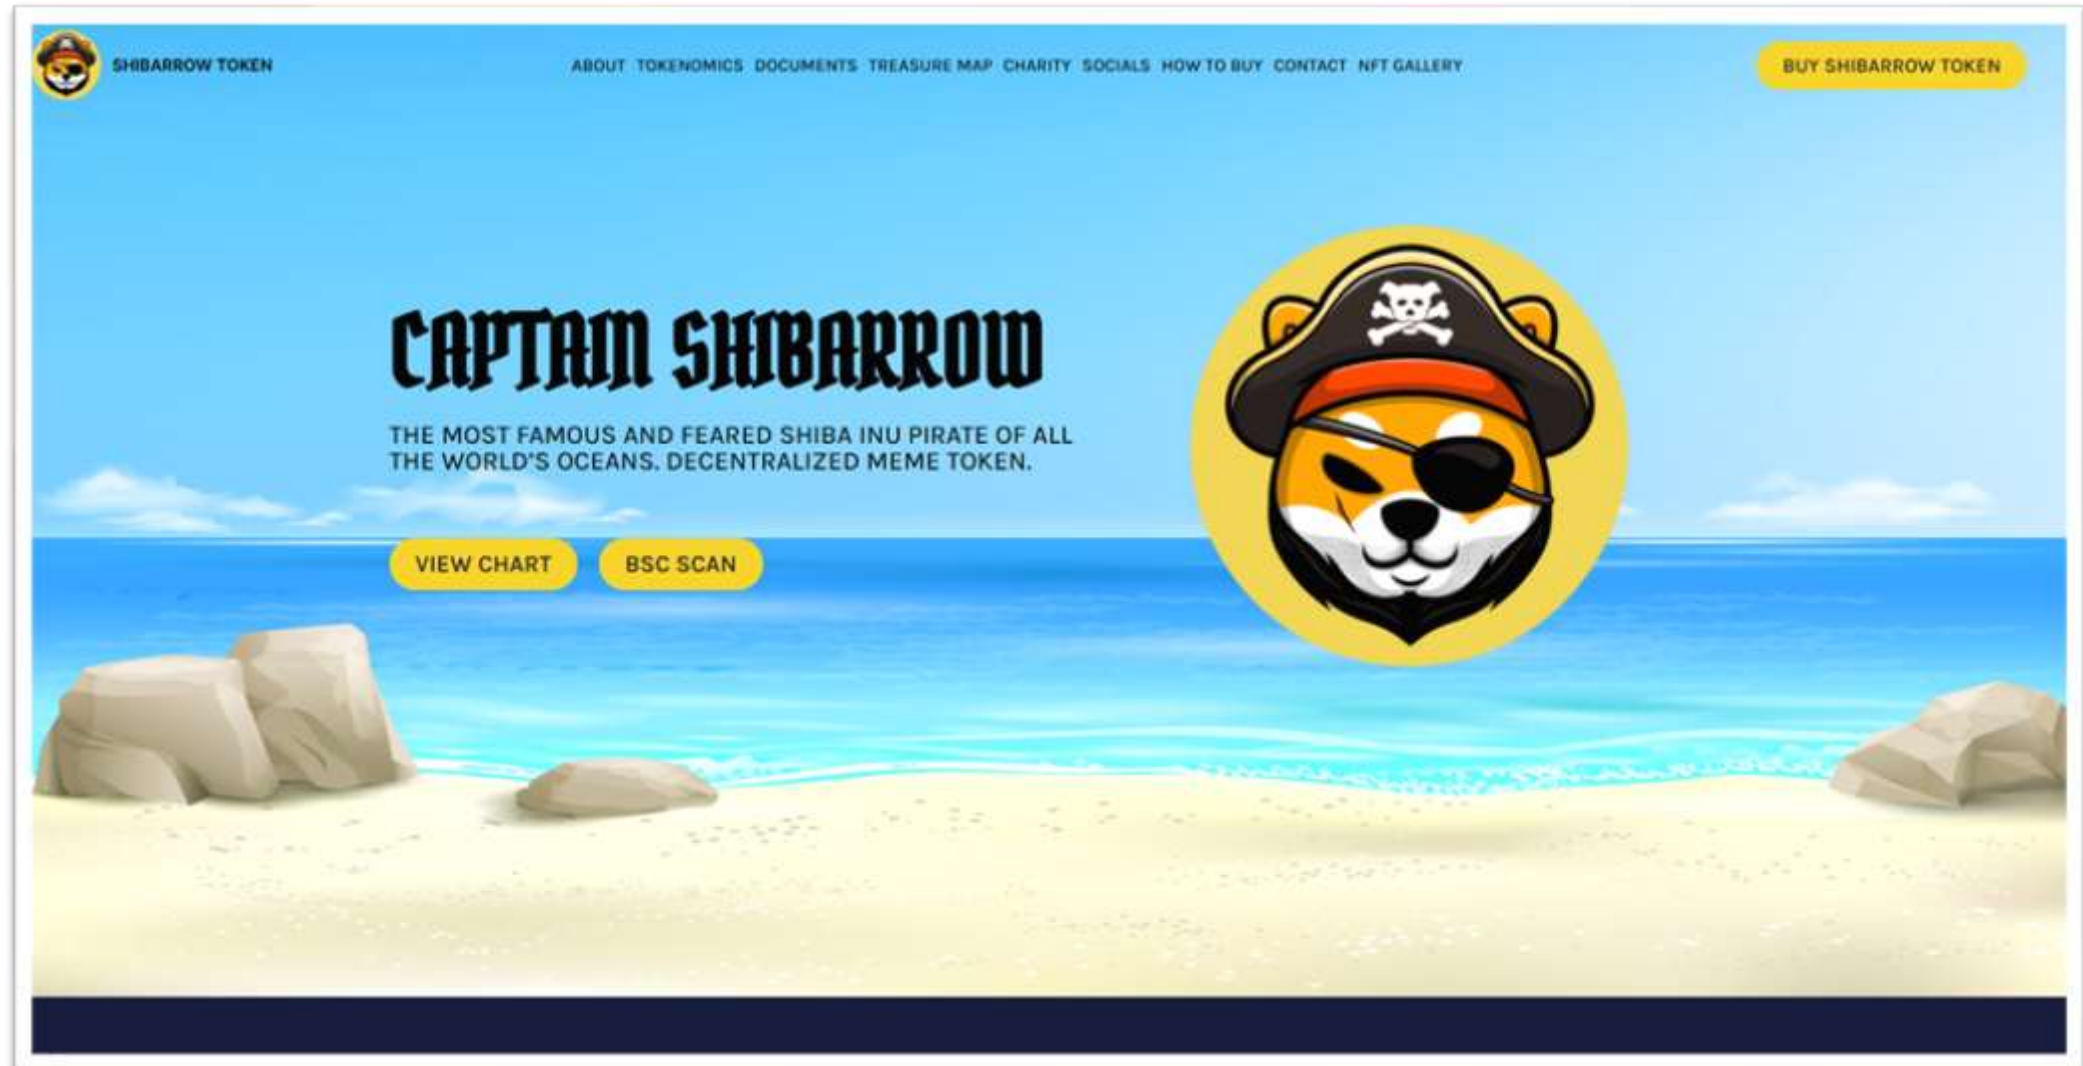 SHIBARROW TOKEN
ABOUT TOKENOMICS DOCUMENTS TREASURE MAP CHARITY SOCIALS HOW TO BUY CONTACT NFT GALLERY
BUY SHIBARROW TOKEN
CAPTAIN SHIBARROW
THE MOST FAMOUS AND FEARED SHIBA INU PIRATE OF ALL
THE WORLD'S OCEANS. DECENTRALIZED MEME TOKEN.
VIEW CHART
BSC SCAN